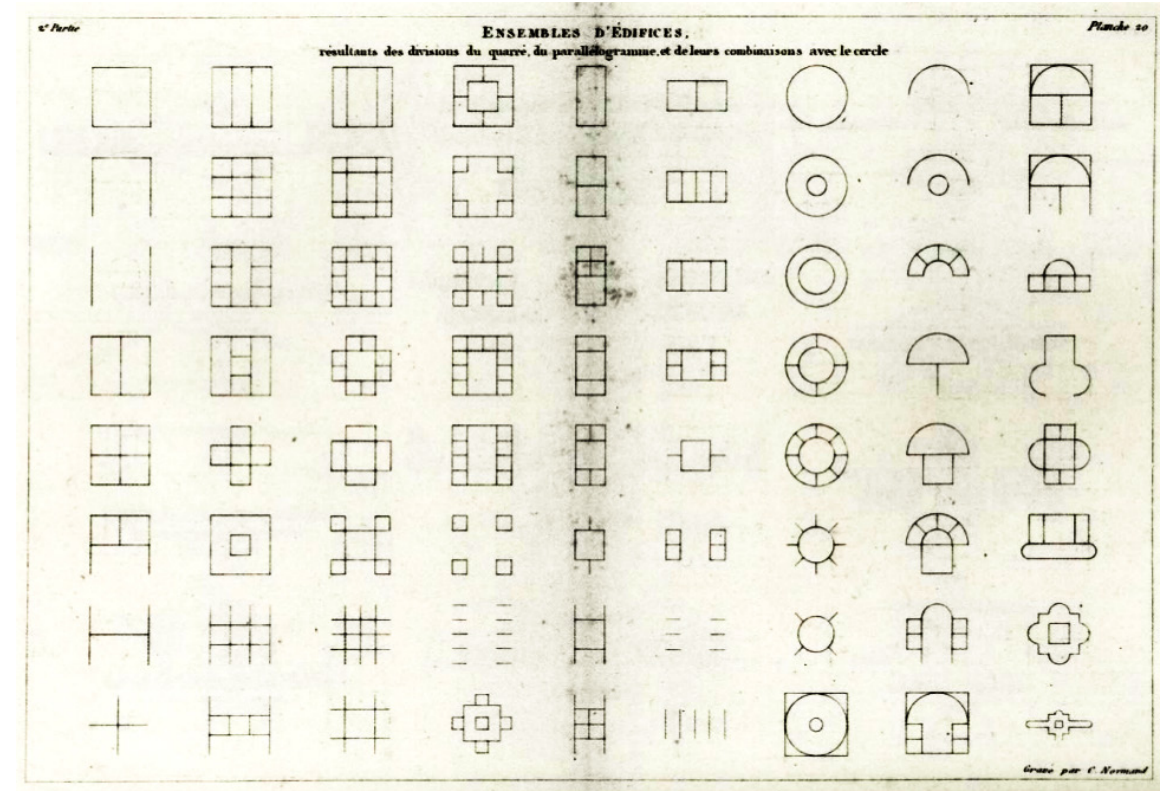 2ᵉ Partie
Planche 20
ENSEMBLES D'ÉDIFICES,
résultants des divisions du quarré, du parallélogramme, et de leurs combinaisons avec le cercle
Gravé par C. Normand